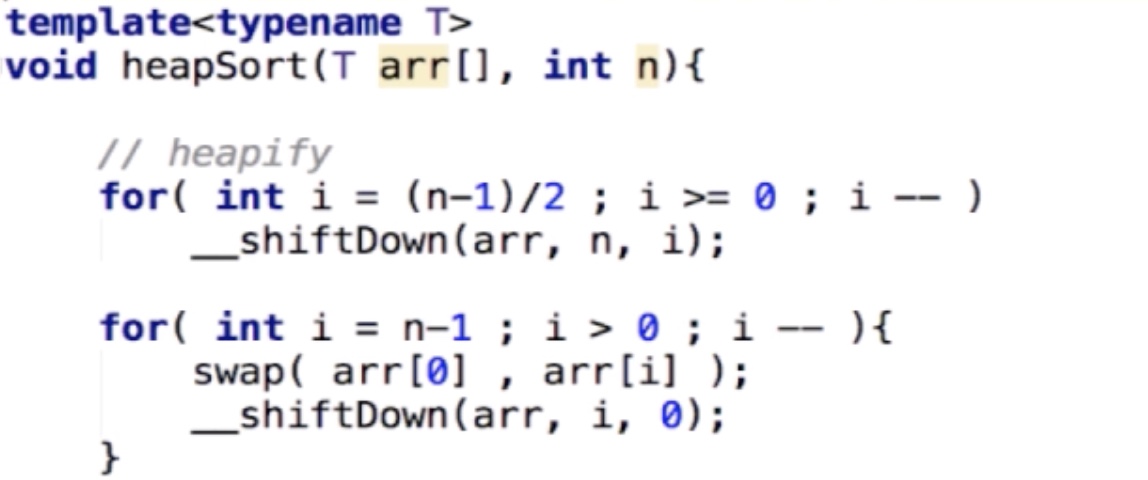 template<typename T>
void heapSort(T arr[], int n){
// heapify
for( int i = (n-1)/2 ; i >= 0 ; i -- )
__shiftDown(arr, n, i);
for( int i = n-1 ; i > 0 ; i -- ){
swap( arr[0] , arr[i] );
__shiftDown(arr, i, 0);
}